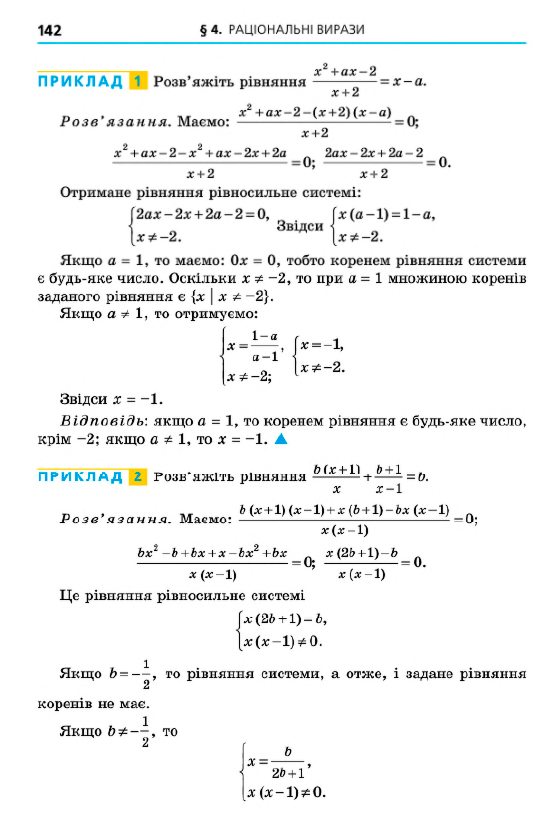 142 § 4. РАЦІОНАЛЬНІ ВИРАЗИ
ПРИКЛАД 1 Розв'яжіть рівняння (x²+ax−2)/(x+2) = x−a.
Розв'язання. Маємо: (x²+ax−2−(x+2)(x−a))/(x+2) = 0;
(x²+ax−2−x²+ax−2x+2a)/(x+2) = 0; (2ax−2x+2a−2)/(x+2) = 0.
Отримане рівняння рівносильне системі:
{2ax−2x+2a−2=0, x≠−2. Звідси {x(a−1)=1−a, x≠−2.
Якщо a = 1, то маємо: 0x = 0, тобто коренем рівняння системи
є будь-яке число. Оскільки x ≠ −2, то при a = 1 множиною коренів
заданого рівняння є {x | x ≠ −2}.
Якщо a ≠ 1, то отримуємо:
{x=(1−a)/(a−1), x≠−2; {x=−1, x≠−2.
Звідси x = −1.
Відповідь: якщо a = 1, то коренем рівняння є будь-яке число,
крім −2; якщо a ≠ 1, то x = −1. ▲
ПРИКЛАД 2 Розв'яжіть рівняння b(x+1)/x + (b+1)/(x−1) = b.
Розв'язання. Маємо: (b(x+1)(x−1)+x(b+1)−bx(x−1))/(x(x−1)) = 0;
(bx²−b+bx+x−bx²+bx)/(x(x−1)) = 0; (x(2b+1)−b)/(x(x−1)) = 0.
Це рівняння рівносильне системі
{x(2b+1)−b, x(x−1)≠0.
Якщо b=−1/2, то рівняння системи, а отже, і задане рівняння
коренів не має.
Якщо b≠−1/2, то
{x=b/(2b+1), x(x−1)≠0.